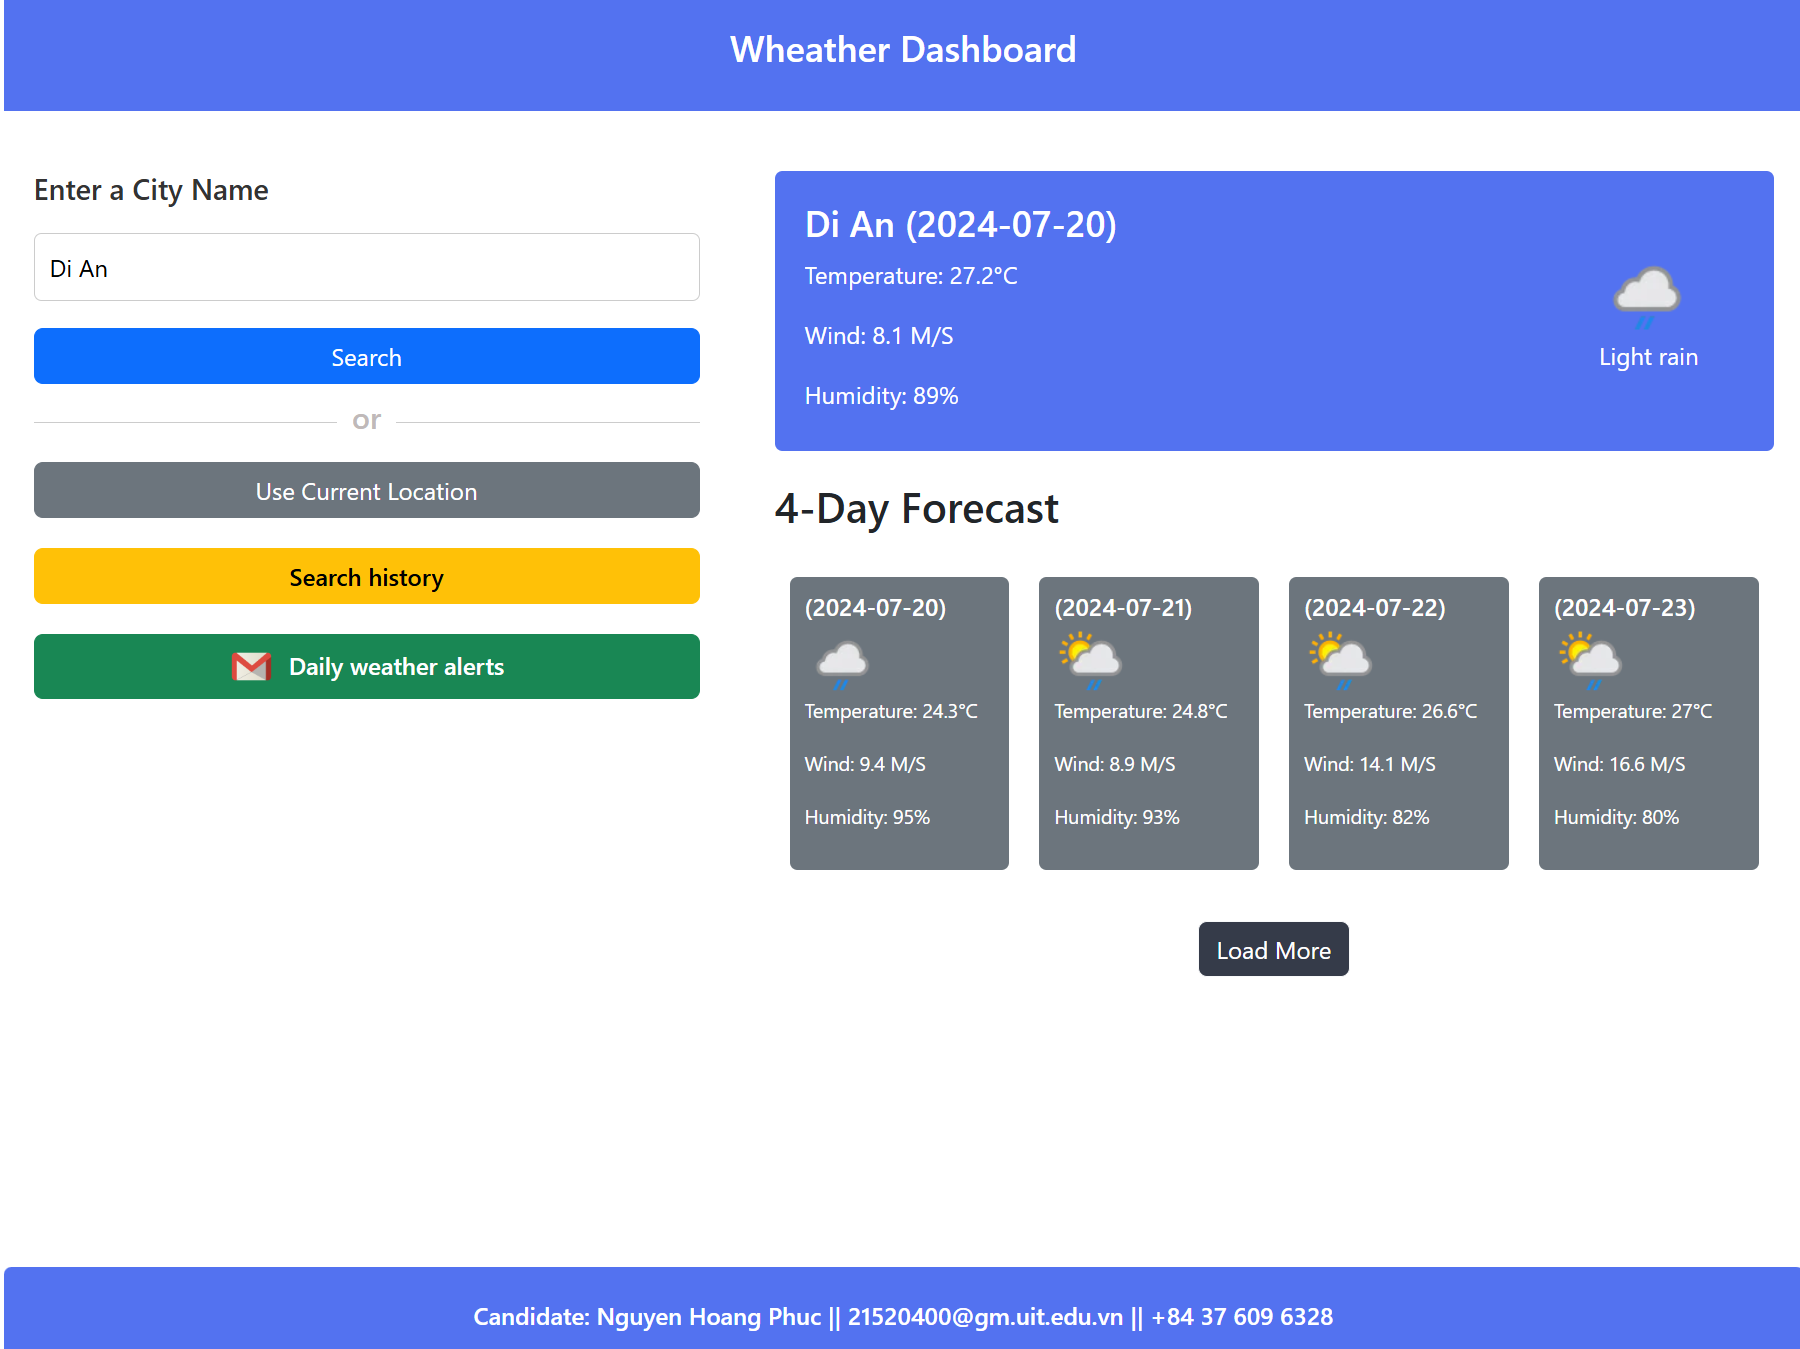 Wheather Dashboard
Enter a City Name
Di An
Search
or
Use Current Location
Search history
Daily weather alerts
Di An (2024-07-20)
Temperature: 27.2°C
Wind: 8.1 M/S
Humidity: 89%
Light rain
4-Day Forecast
(2024-07-20)
Temperature: 24.3°C
Wind: 9.4 M/S
Humidity: 95%
(2024-07-21)
Temperature: 24.8°C
Wind: 8.9 M/S
Humidity: 93%
(2024-07-22)
Temperature: 26.6°C
Wind: 14.1 M/S
Humidity: 82%
(2024-07-23)
Temperature: 27°C
Wind: 16.6 M/S
Humidity: 80%
Load More
Candidate: Nguyen Hoang Phuc || 21520400@gm.uit.edu.vn || +84 37 609 6328